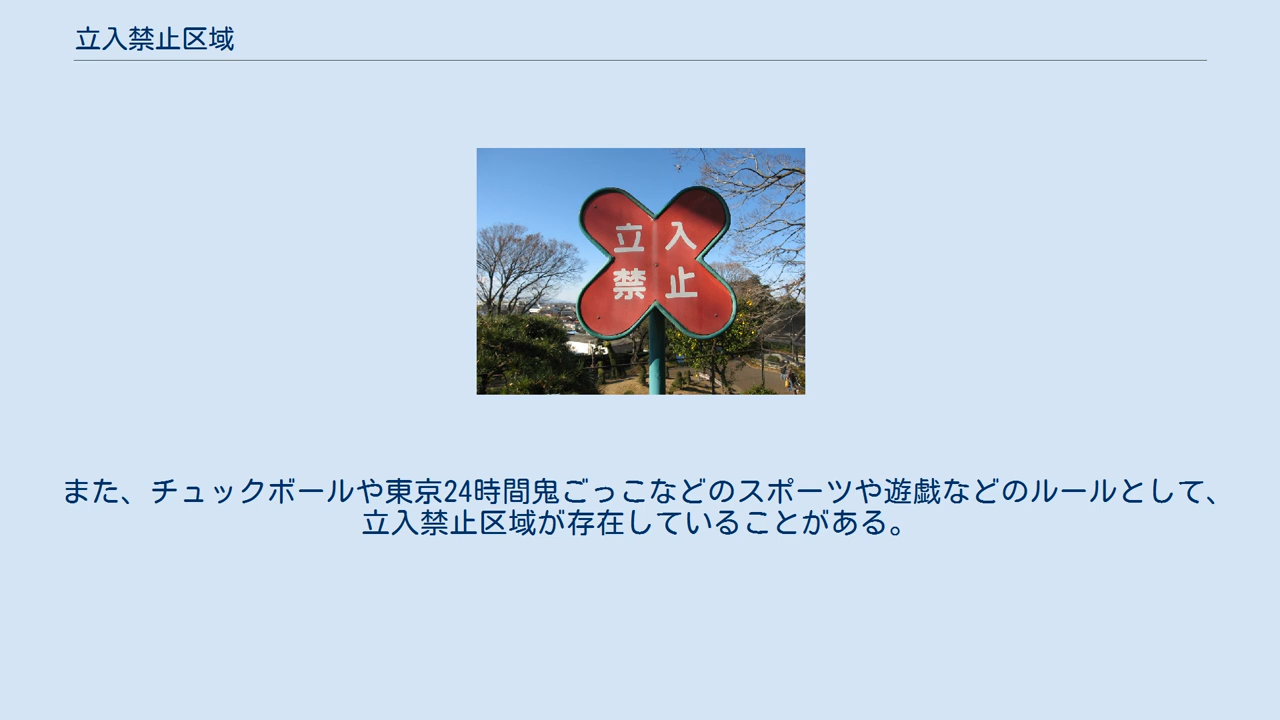 立入禁止区域
立入
禁止
また、チュックボールや東京24時間鬼ごっこなどのスポーツや遊戯などのルールとして、
立入禁止区域が存在していることがある。